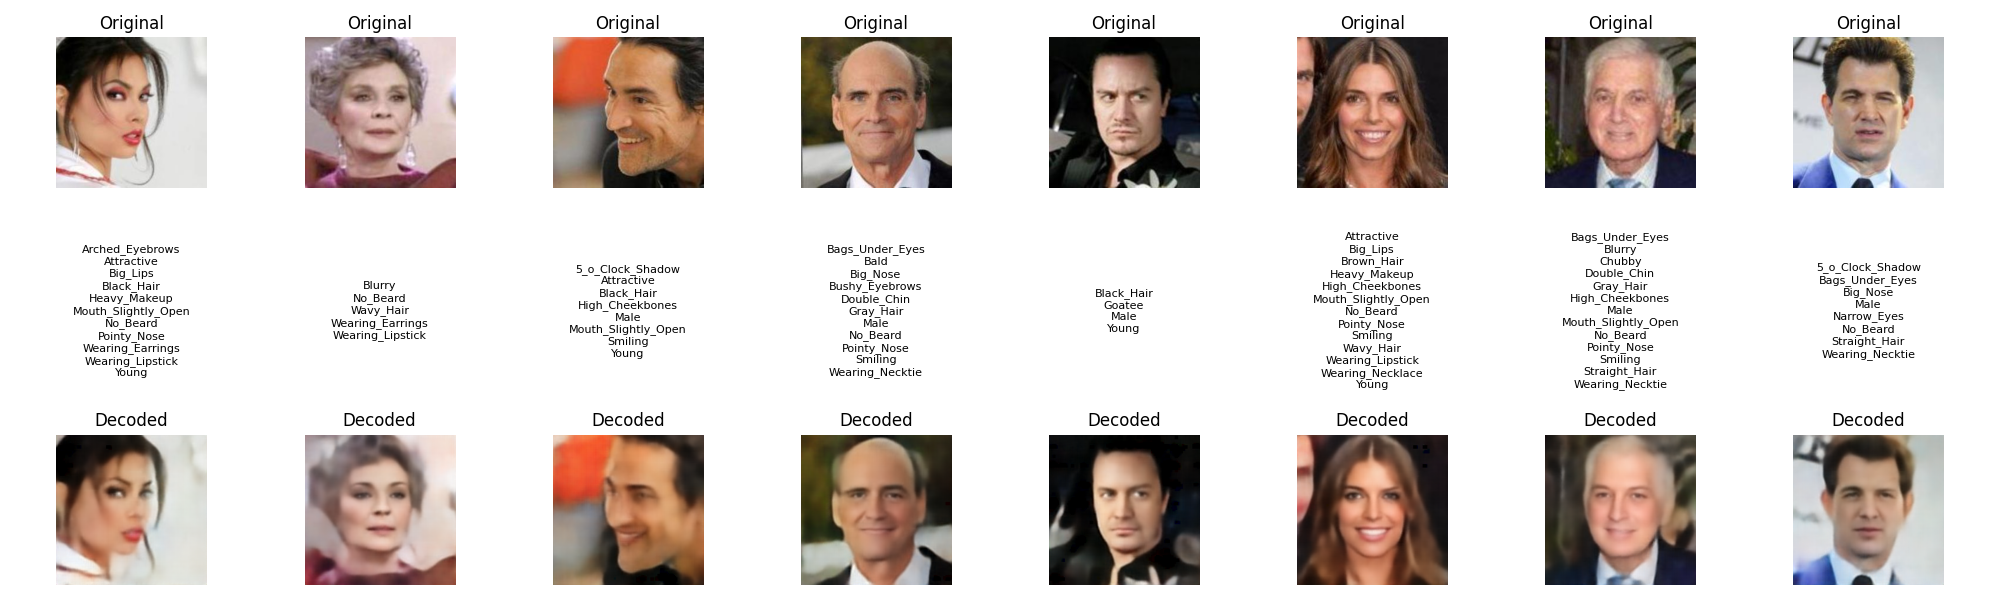 Original
Original
Original
Original
Original
Original
Original
Original
Arched_Eyebrows
Attractive
Big_Lips
Black_Hair
Heavy_Makeup
Mouth_Slightly_Open
No_Beard
Pointy_Nose
Wearing_Earrings
Wearing_Lipstick
Young
Blurry
No_Beard
Wavy_Hair
Wearing_Earrings
Wearing_Lipstick
5_o_Clock_Shadow
Attractive
Black_Hair
High_Cheekbones
Male
Mouth_Slightly_Open
Smiling
Young
Bags_Under_Eyes
Bald
Big_Nose
Bushy_Eyebrows
Double_Chin
Gray_Hair
Male
No_Beard
Pointy_Nose
Smiling
Wearing_Necktie
Black_Hair
Goatee
Male
Young
Attractive
Big_Lips
Brown_Hair
Heavy_Makeup
High_Cheekbones
Mouth_Slightly_Open
No_Beard
Pointy_Nose
Smiling
Wavy_Hair
Wearing_Lipstick
Wearing_Necklace
Young
Bags_Under_Eyes
Blurry
Chubby
Double_Chin
Gray_Hair
High_Cheekbones
Male
Mouth_Slightly_Open
No_Beard
Pointy_Nose
Smiling
Straight_Hair
Wearing_Necktie
5_o_Clock_Shadow
Bags_Under_Eyes
Big_Nose
Male
Narrow_Eyes
No_Beard
Straight_Hair
Wearing_Necktie
Decoded
Decoded
Decoded
Decoded
Decoded
Decoded
Decoded
Decoded